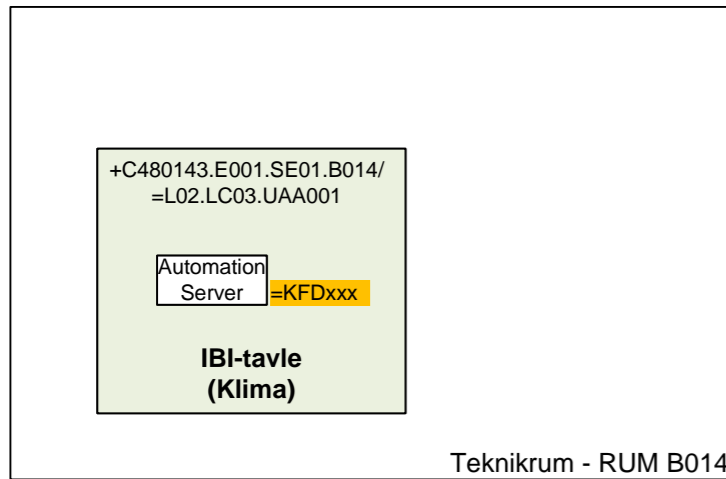 +C480143.E001.SE01.B014/
=L02.LC03.UAA001
Automation
Server
=KFDxxx
IBI-tavle
(Klima)
Teknikrum - RUM B014